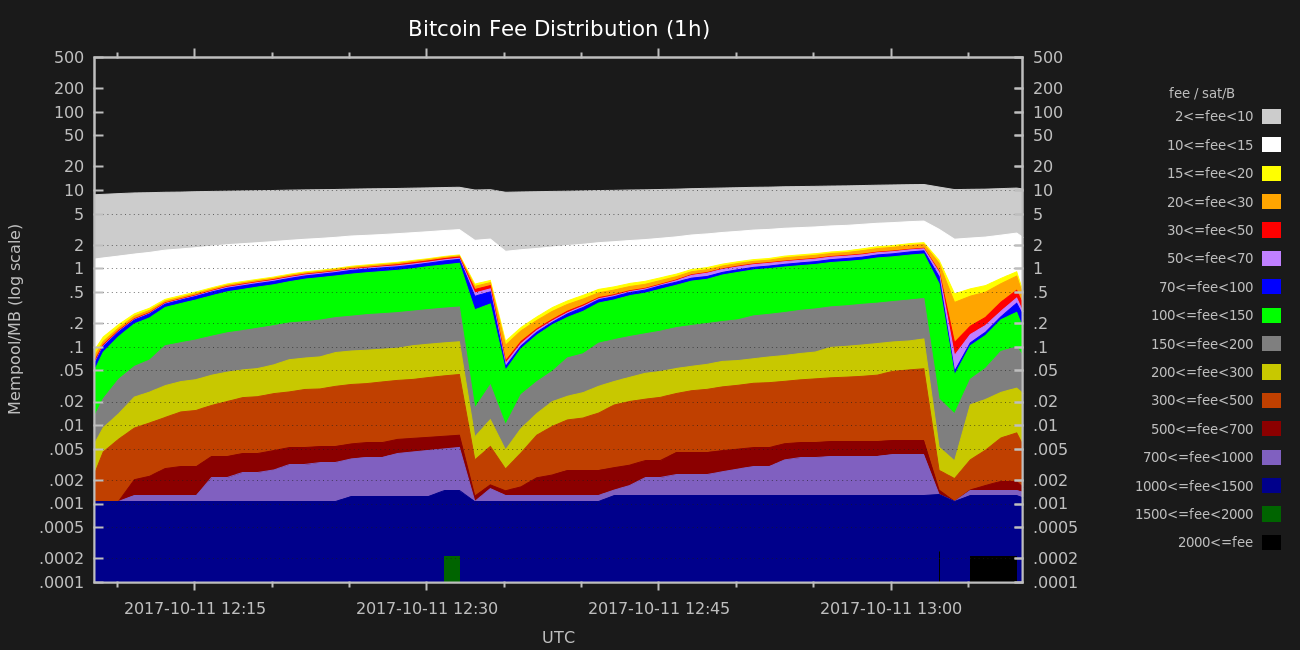 Bitcoin Fee Distribution (1h)
500
200
100
50
20
10
5
2
1
.5
.2
.1
.05
.02
.01
.005
.002
.001
.0005
.0002
.0001
Mempool/MB (log scale)
500
200
100
50
20
10
5
2
1
.5
.2
.1
.05
.02
.01
.005
.002
.001
.0005
.0002
.0001
2017-10-11 12:15
2017-10-11 12:30
2017-10-11 12:45
2017-10-11 13:00
UTC
fee / sat/B
2<=fee<10
10<=fee<15
15<=fee<20
20<=fee<30
30<=fee<50
50<=fee<70
70<=fee<100
100<=fee<150
150<=fee<200
200<=fee<300
300<=fee<500
500<=fee<700
700<=fee<1000
1000<=fee<1500
1500<=fee<2000
2000<=fee